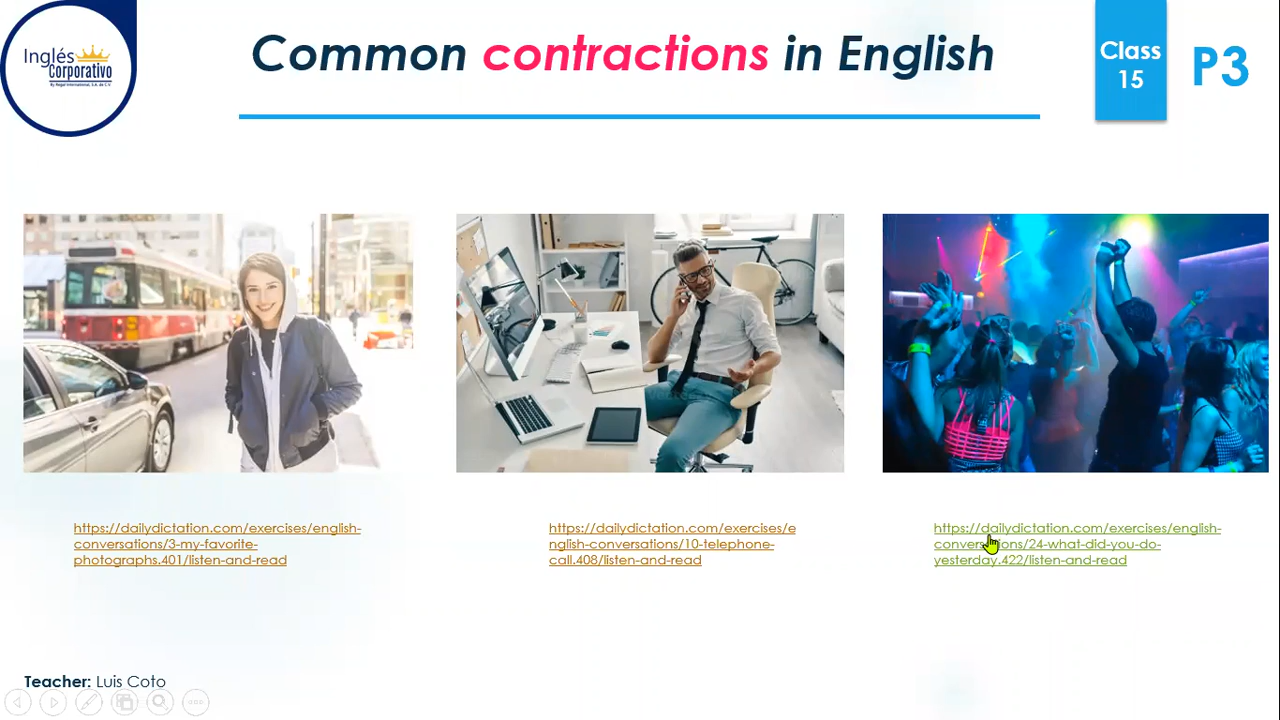 Inglés
Corporativo
By Regal International, S.A. de C.V.
Common contractions in English
Class
15
P3
https://dailydictation.com/exercises/english-
conversations/3-my-favorite-
photographs.401/listen-and-read
https://dailydictation.com/exercises/e
nglish-conversations/10-telephone-
call.408/listen-and-read
https://dailydictation.com/exercises/english-
conversations/24-what-did-you-do-
yesterday.422/listen-and-read
Teacher: Luis Coto